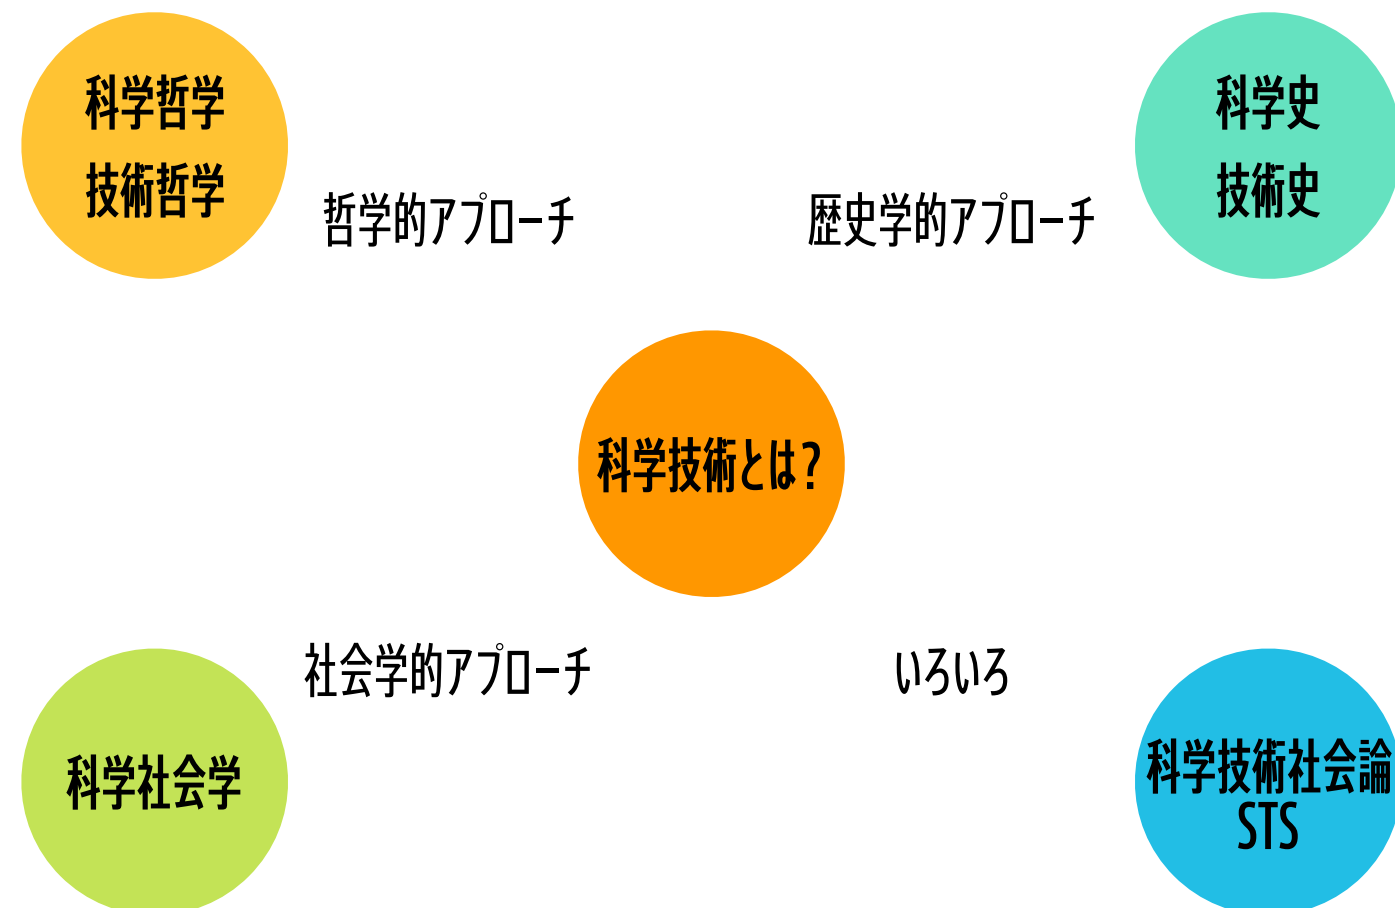 科学哲学
技術哲学
哲学的アプローチ
歴史学的アプローチ
科学史
技術史
科学技術とは?
社会学的アプローチ
いろいろ
科学社会学
科学技術社会論
STS